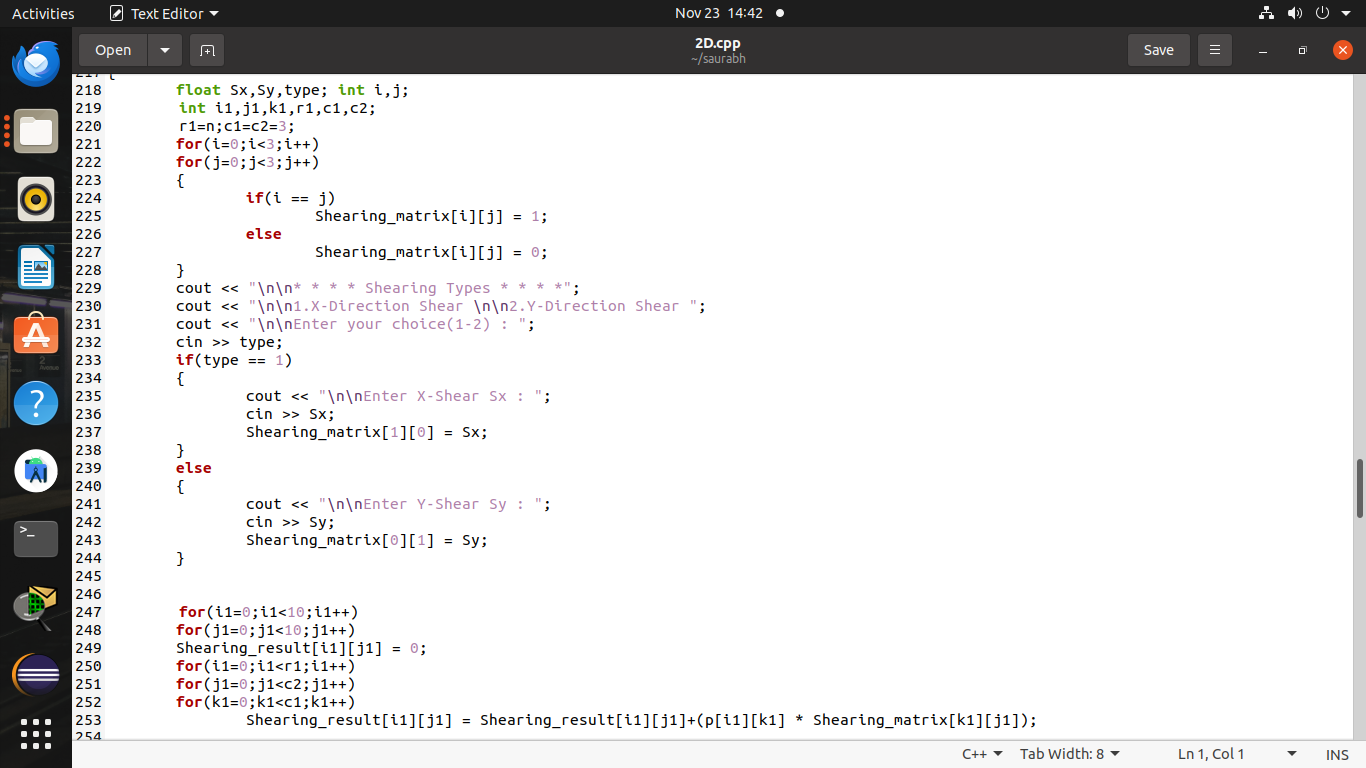 Activities Text Editor Nov 23 14:42
Open 2D.cpp Save
~/saurabh
218 float Sx,Sy,type; int i,j;
219 int i1,j1,k1,r1,c1,c2;
220 r1=n;c1=c2=3;
221 for(i=0;i<3;i++)
222 for(j=0;j<3;j++)
223 {
224 if(i == j)
225 Shearing_matrix[i][j] = 1;
226 else
227 Shearing_matrix[i][j] = 0;
228 }
229 cout << "\n\n* * * * Shearing Types * * * *";
230 cout << "\n\n1.X-Direction Shear \n\n2.Y-Direction Shear ";
231 cout << "\n\nEnter your choice(1-2) : ";
232 cin >> type;
233 if(type == 1)
234 {
235 cout << "\n\nEnter X-Shear Sx : ";
236 cin >> Sx;
237 Shearing_matrix[1][0] = Sx;
238 }
239 else
240 {
241 cout << "\n\nEnter Y-Shear Sy : ";
242 cin >> Sy;
243 Shearing_matrix[0][1] = Sy;
244 }
245
246
247 for(i1=0;i1<10;i1++)
248 for(j1=0;j1<10;j1++)
249 Shearing_result[i1][j1] = 0;
250 for(i1=0;i1<r1;i1++)
251 for(j1=0;j1<c2;j1++)
252 for(k1=0;k1<c1;k1++)
253 Shearing_result[i1][j1] = Shearing_result[i1][j1]+(p[i1][k1] * Shearing_matrix[k1][j1]);
254
C++ Tab Width: 8 Ln 1, Col 1 INS